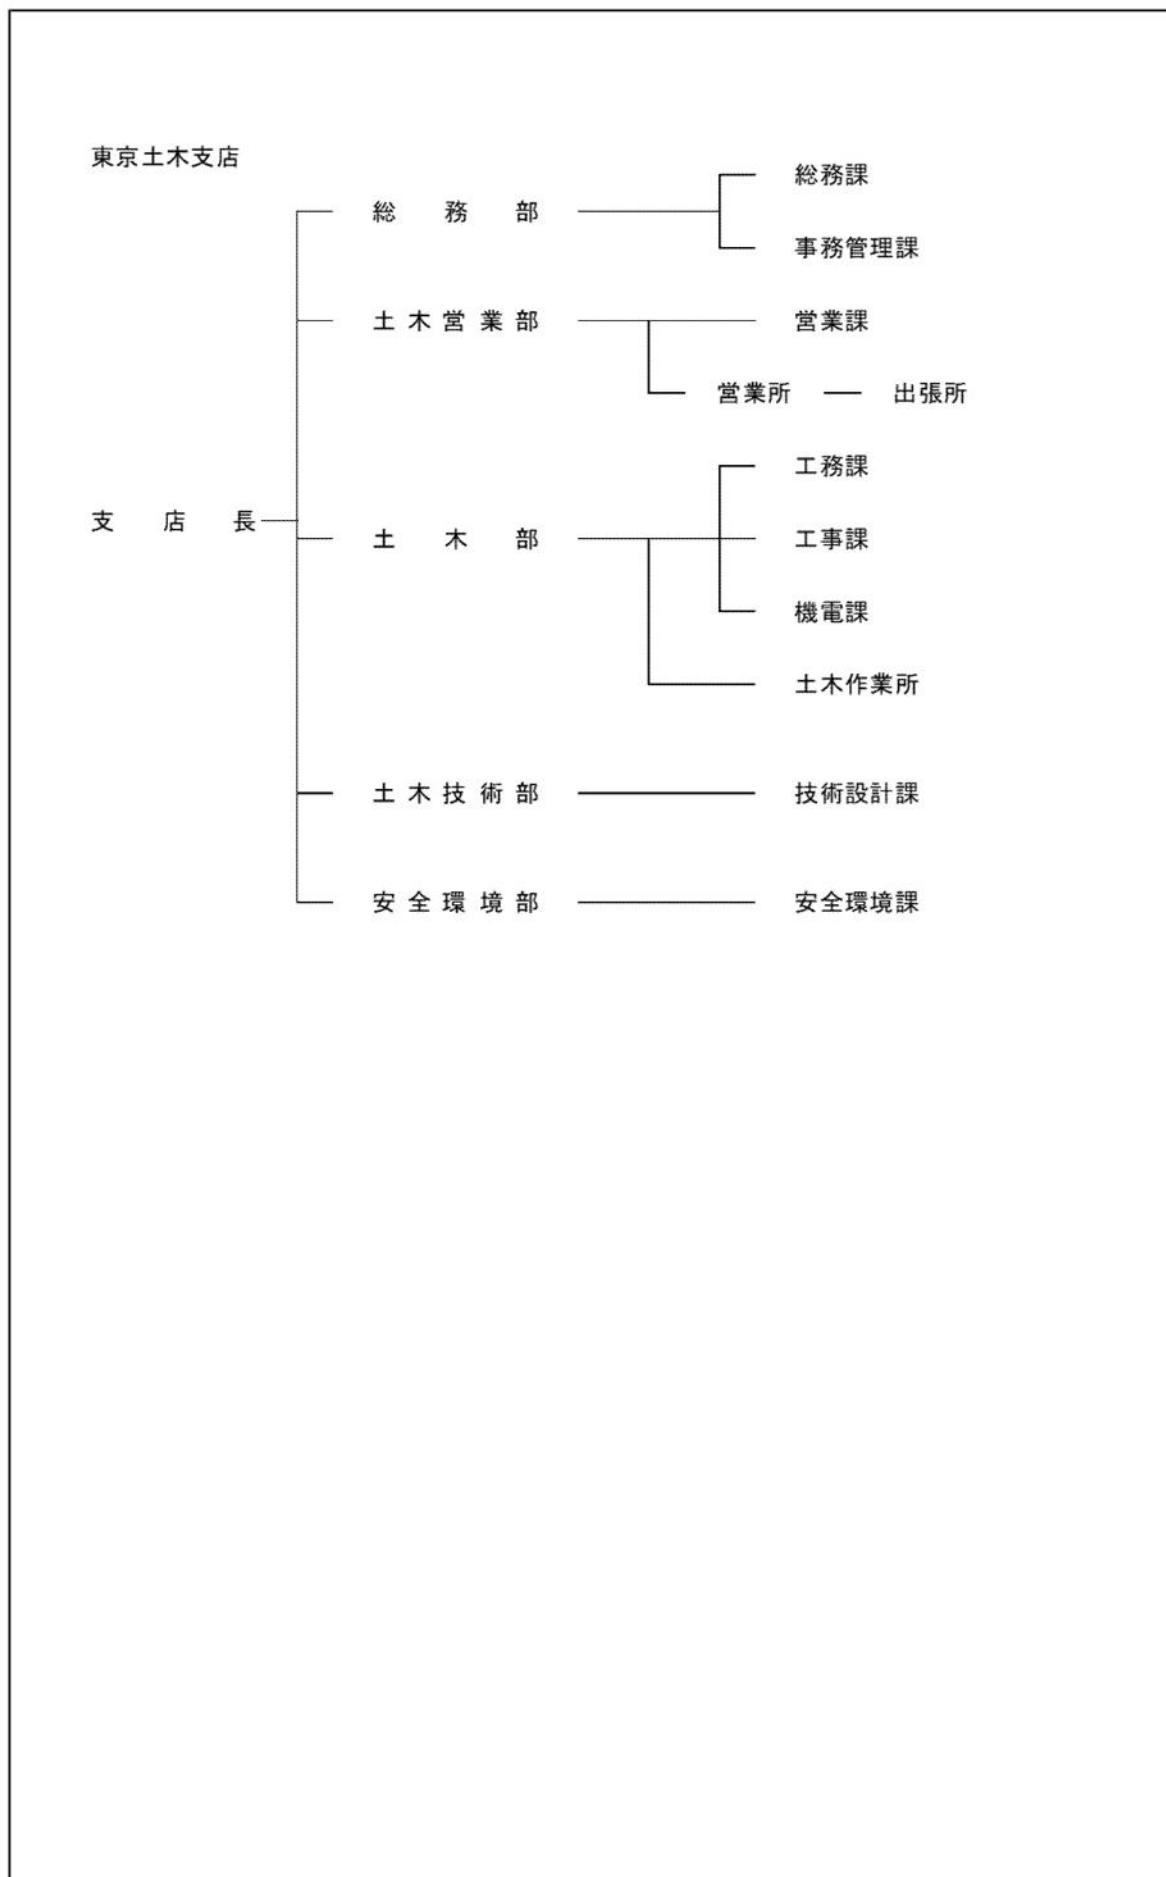 東京土木支店
総務課
総務部
事務管理課
土木営業部 営業課
営業所 出張所
工務課
支店長
土木部 工事課
機電課
土木作業所
土木技術部 技術設計課
安全環境部 安全環境課